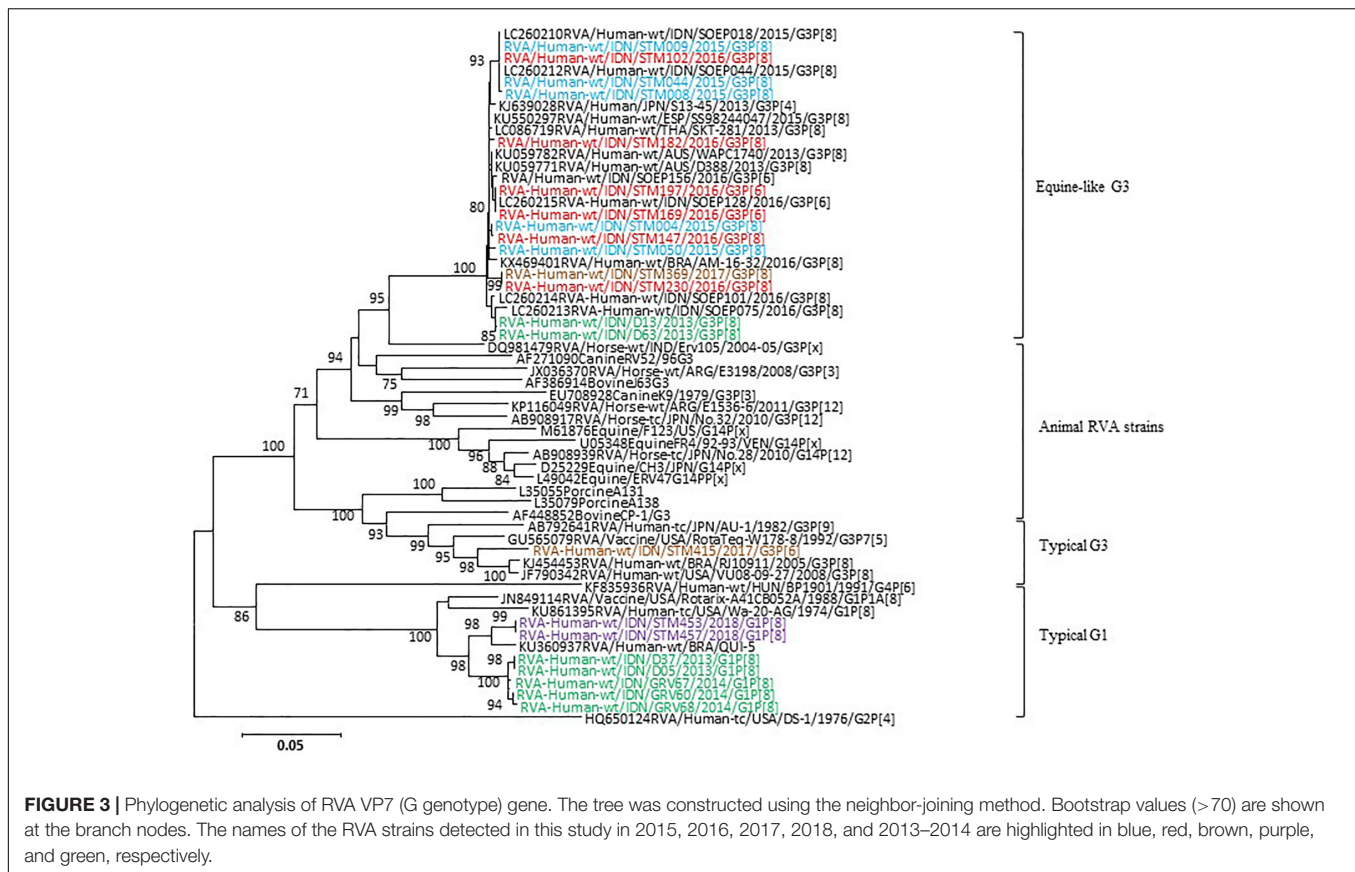 LC260210RVA/Human-wt/IDN/SOEP018/2015/G3P[8]
RVA/Human-wt/IDN/STM009/2015/G3P[8]
93
RVA/Human-wt/IDN/STM102/2016/G3P[8]
LC260212RVA/Human-wt/IDN/SOEP044/2015/G3P[8]
RVA/Human-wt/IDN/STM044/2015/G3P[8]
RVA/Human-wt/IDN/STM008/2015/G3P[8]
KJ639028RVA/Human/JPN/S13-45/2013/G3P[4]
KU550297RVA/Human-wt/ESP/SS98244047/2015/G3P[8]
LC086719RVA/Human-wt/THA/SKT-281/2013/G3P[8]
RVA/Human-wt/IDN/STM182/2016/G3P[8]
KU059782RVA/Human-wt/AUS/WAPC1740/2013/G3P[8]
KU059771RVA/Human-wt/AUS/D388/2013/G3P[8]
RVA/Human-wt/IDN/SOEP156/2016/G3P[6]
Equine-like G3
RVA-Human-wt/IDN/STM197/2016/G3P[6]
LC260215RVA-Human-wt/IDN/SOEP128/2016/G3P[6]
80
RVA-Human-wt/IDN/STM169/2016/G3P[6]
RVA-Human-wt/IDN/STM004/2015/G3P[8]
RVA-Human-wt/IDN/STM147/2016/G3P[8]
RVA-Human-wt/IDN/STM050/2015/G3P[8]
KX469401RVA/Human-wt/BRA/AM-16-32/2016/G3P[8]
100
RVA-Human-wt/IDN/STM369/2017/G3P[8]
99
RVA-Human-wt/IDN/STM230/2016/G3P[8]
LC260214RVA-Human-wt/IDN/SOEP101/2016/G3P[8]
95
LC260213RVA-Human-wt/IDN/SOEP075/2016/G3P[8]
RVA-Human-wt/IDN/D13/2013/G3P[8]
85
RVA-Human-wt/IDN/D63/2013/G3P[8]
DQ981479RVA/Horse-wt/IND/Erv105/2004-05/G3P[x]
94
AF271090CanineRV52/96G3
JX036370RVA/Horse-wt/ARG/E3198/2008/G3P[3]
75
AF386914BovineJ63G3
71
EU708928CanineK9/1979/G3P[3]
99
KP116049RVA/Horse-wt/ARG/E1536-6/2011/G3P[12]
98
AB908917RVA/Horse-tc/JPN/No.32/2010/G3P[12]
Animal RVA strains
M61876Equine/F123/US/G14P[x]
100
U05348EquineFR4/92-93/VEN/G14P[x]
100
96
AB908939RVA/Horse-tc/JPN/No.28/2010/G14P[12]
88
D25229Equine/CH3/JPN/G14P[x]
84
L49042Equine/ERV47G14PP[x]
100
L35055PorcineA131
L35079PorcineA138
100
AF448852BovineCP-1/G3
93
AB792641RVA/Human-tc/JPN/AU-1/1982/G3P[9]
99
GU565079RVA/Vaccine/USA/RotaTeq-W178-8/1992/G3P7[5]
95
RVA-Human-wt/IDN/STM415/2017/G3P[6]
Typical G3
98
KJ454453RVA/Human-wt/BRA/RJ10911/2005/G3P[8]
100
JF790342/RVA/Human-wt/USA/VU08-09-27/2008/G3P[8]
KF835936RVA/Human-wt/HUN/BP1901/1991/G4P[6]
JN849114RVA/Vaccine/USA/Rotarix-A41CB052A/1988/G1P1A[8]
86
KU861395RVA/Human-tc/USA/Wa-20-AG/1974/G1P[8]
99
RVA-Human-wt/IDN/STM453/2018/G1P[8]
98
100
RVA-Human-wt/IDN/STM457/2018/G1P[8]
Typical G1
KU360937RVA/Human-wt/BRA/QUI-5
98
98
RVA-Human-wt/IDN/D37/2013/G1P[8]
RVA-Human-wt/IDN/D05/2013/G1P[8]
100
RVA-Human-wt/IDN/GRV67/2014/G1P[8]
RVA-Human-wt/IDN/GRV60/2014/G1P[8]
94
RVA-Human-wt/IDN/GRV68/2014/G1P[8]
HQ650124RVA/Human-tc/USA/DS-1/1976/G2P[4]
0.05
FIGURE 3 | Phylogenetic analysis of RVA VP7 (G genotype) gene. The tree was constructed using the neighbor-joining method. Bootstrap values (>70) are shown
at the branch nodes. The names of the RVA strains detected in this study in 2015, 2016, 2017, 2018, and 2013–2014 are highlighted in blue, red, brown, purple,
and green, respectively.